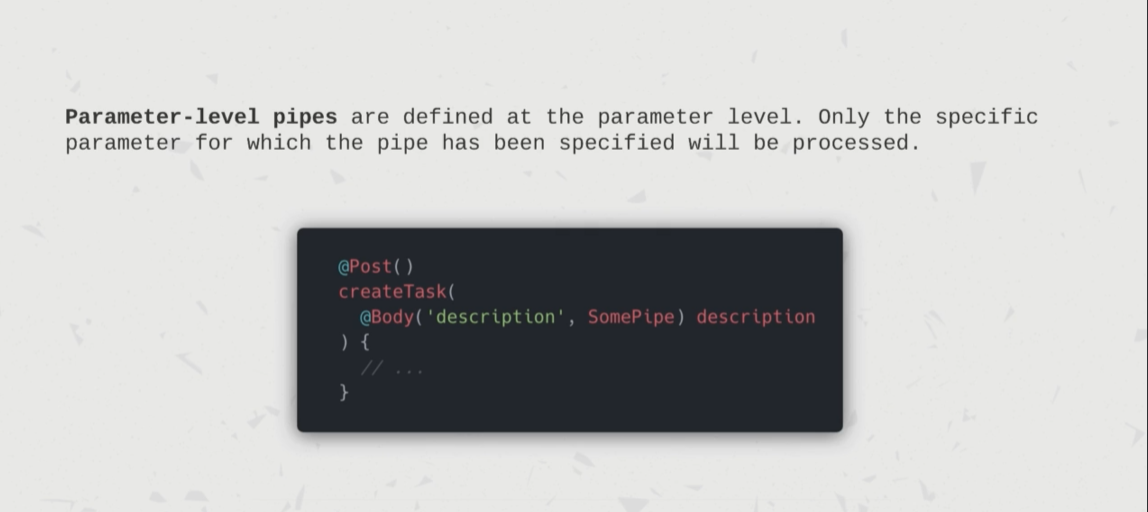 Parameter-level pipes are defined at the parameter level. Only the specific
parameter for which the pipe has been specified will be processed.
@Post()
createTask(
  @Body('description', SomePipe) description
) {
  // ...
}